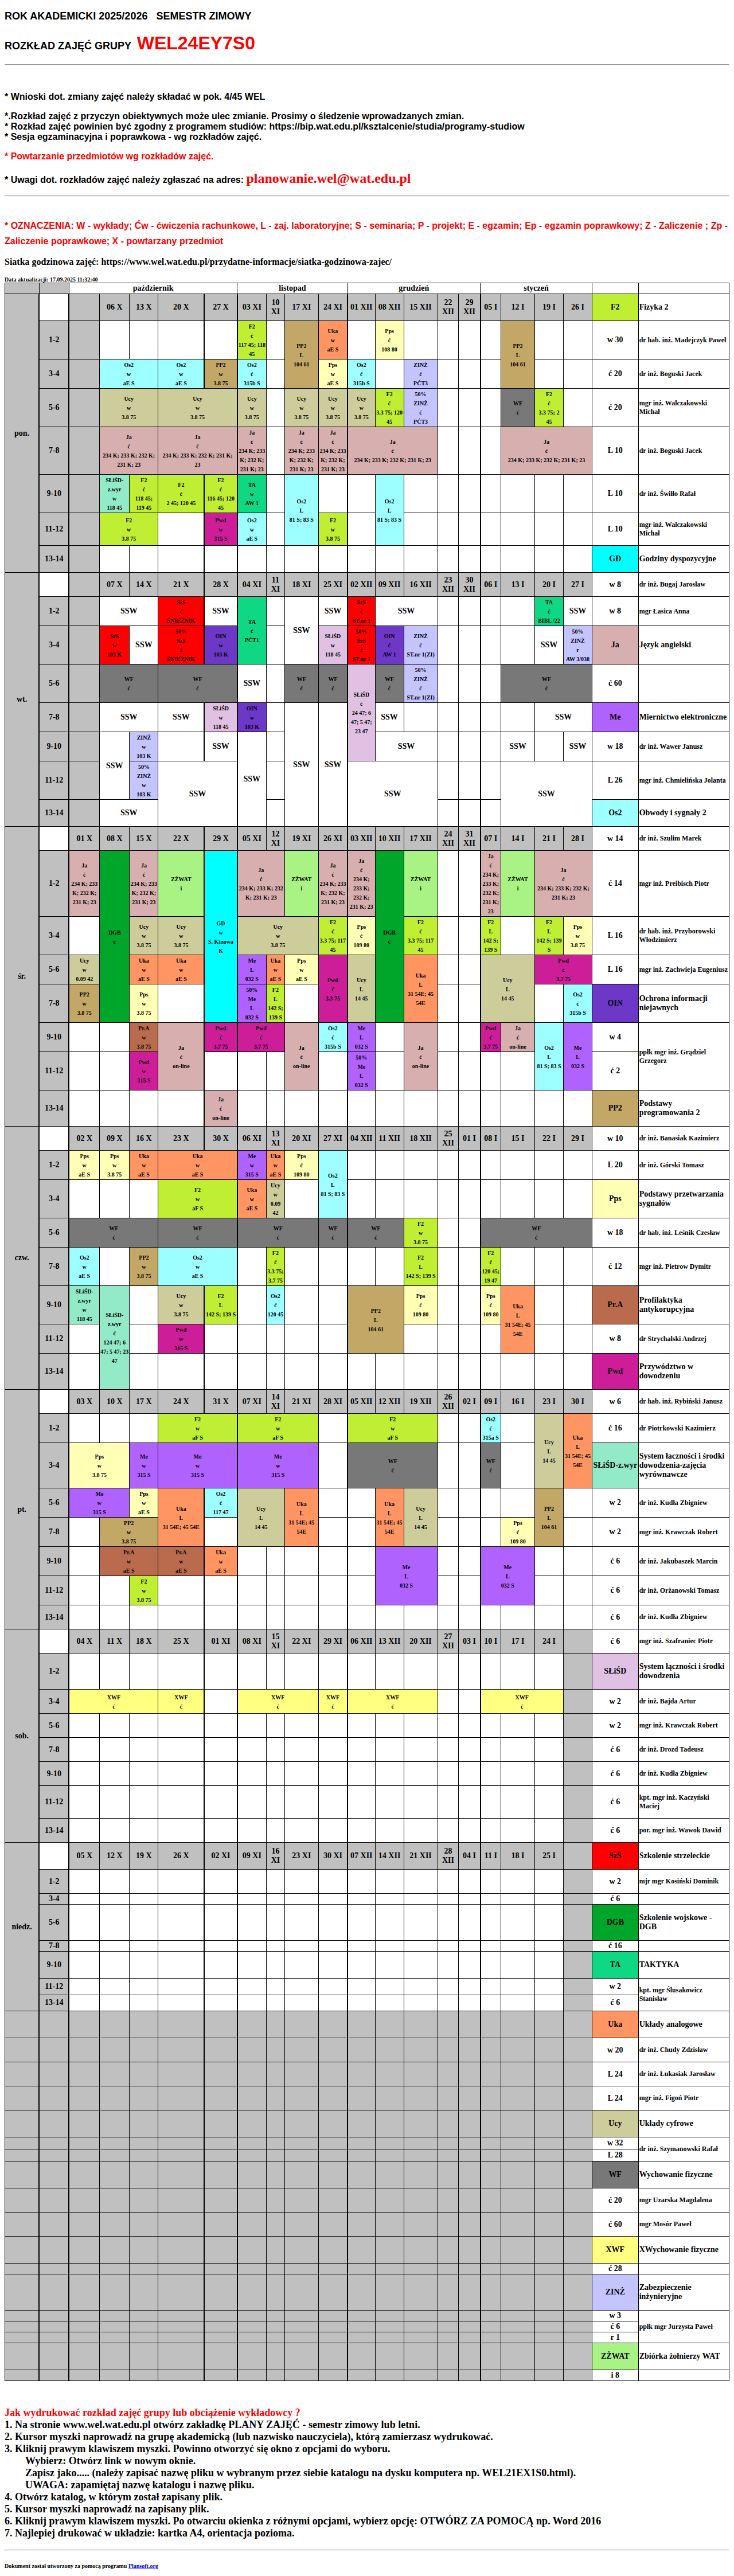 ROK AKADEMICKI 2025/2026 SEMESTR ZIMOWY
ROZKŁAD ZAJĘĆ GRUPY WEL24EY7S0
* Wnioski dot. zmiany zajęć należy składać w pok. 4/45 WEL
*.Rozkład zajęć z przyczyn obiektywnych może ulec zmianie. Prosimy o śledzenie wprowadzanych zmian.
* Rozkład zajęć powinien być zgodny z programem studiów: https://bip.wat.edu.pl/ksztalcenie/studia/programy-studiow
* Sesja egzaminacyjna i poprawkowa - wg rozkładów zajęć.
* Powtarzanie przedmiotów wg rozkładów zajęć.
* Uwagi dot. rozkładów zajęć należy zgłaszać na adres: planowanie.wel@wat.edu.pl
* OZNACZENIA: W - wykłady; Ćw - ćwiczenia rachunkowe, L - zaj. laboratoryjne; S - seminaria; P - projekt; E - egzamin; Ep - egzamin poprawkowy; Z - Zaliczenie ; Zp -
Zaliczenie poprawkowe; X - powtarzany przedmiot
Siatka godzinowa zajęć: https://www.wel.wat.edu.pl/przydatne-informacje/siatka-godzinowa-zajec/
Data aktualizacji: 17.09.2025 11:32:40
październik listopad grudzień styczeń
pon. 06 X 13 X 20 X 27 X 03 XI 10 XI 17 XI 24 XI 01 XII 08 XII 15 XII 22 XII 29 XII 05 I 12 I 19 I 26 I F2 Fizyka 2
1-2 F2 ć 117 45; 118 45 PP2 L 104 61 Uka w aE S Pps ć 108 80 PP2 L 104 61 w 30 dr hab. inż. Madejczyk Paweł
3-4 Os2 w aE S Os2 w aE S PP2 w 3.8 75 Os2 ć 315b S Pps w aE S Os2 ć 315b S ZINŻ ć PČT3 ć 20 dr inż. Boguski Jacek
5-6 Ucy w 3.8 75 Ucy w 3.8 75 Ucy w 3.8 75 Ucy w 3.8 75 Ucy w 3.8 75 Ucy w 3.8 75 F2 ć 3.3 75; 120 45 50% ZINŻ ć PČT3 WF ć F2 ć 3.3 75; 2 45 ć 20 mgr inż. Walczakowski Michał
7-8 Ja ć 234 K; 233 K; 232 K; 231 K; 23 Ja ć 234 K; 233 K; 232 K; 231 K; 23 Ja ć 234 K; 233 K; 232 K; 231 K; 23 Ja ć 234 K; 233 K; 232 K; 231 K; 23 Ja ć 234 K; 233 K; 232 K; 231 K; 23 Ja ć 234 K; 233 K; 232 K; 231 K; 23 Ja ć 234 K; 233 K; 232 K; 231 K; 23 L 10 dr inż. Boguski Jacek
9-10 SŁiŚD-z.wyr w 118 45 F2 ć 118 45; 119 45 F2 ć 2 45; 120 45 F2 ć 116 45; 120 45 TA w AW 1 Os2 L 81 S; 83 S Os2 L 81 S; 83 S L 10 dr inż. Świłło Rafał
11-12 F2 w 3.8 75 Pwd w 315 S Os2 w aE S F2 w 3.8 75 L 10 mgr inż. Walczakowski Michał
13-14 GD Godziny dyspozycyjne
wt. 07 X 14 X 21 X 28 X 04 XI 11 XI 18 XI 25 XI 02 XII 09 XII 16 XII 23 XII 30 XII 06 I 13 I 20 I 27 I w 8 dr inż. Bugaj Jarosław
1-2 SSW SzS ć ŚNIEŻNIK SSW TA ć PČT1 SSW SSW SzS ć ST.nr 1 SSW TA ć BIBŁ /22 SSW w 8 mgr Łasica Anna
3-4 SzS w 103 K SSW 50% SzS ć ŚNIEŻNIK OIN w 103 K SŁiŚD w 118 45 50% SzS ć ST.nr 1 OIN ć AW 1 ZINŻ ć ST.nr 1(ZI) SSW 50% ZINŻ r AW 3/038 Ja Język angielski
5-6 WF ć WF ć SSW WF ć WF ć SŁiŚD ć 24 47; 6 47; 5 47; 23 47 WF ć 50% ZINŻ ć ST.nr 1(ZI) WF ć ć 60
7-8 SSW SSW SŁiŚD w 118 45 OIN w 103 K SSW SSW SSW SSW Me Miernictwo elektroniczne
9-10 SSW ZINŻ w 103 K SSW SSW SSW SSW SSW w 18 dr inż. Wawer Janusz
11-12 50% ZINŻ w 103 K SSW SSW SSW L 26 mgr inż. Chmielińska Jolanta
13-14 SSW Os2 Obwody i sygnały 2
śr. 01 X 08 X 15 X 22 X 29 X 05 XI 12 XI 19 XI 26 XI 03 XII 10 XII 17 XII 24 XII 31 XII 07 I 14 I 21 I 28 I w 14 dr inż. Szulim Marek
1-2 Ja ć 234 K; 233 K; 232 K; 231 K; 23 DGB ć Ja ć 234 K; 233 K; 232 K; 231 K; 23 ZŻWAT i GD w S. Kinowa K Ja ć 234 K; 233 K; 232 K; 231 K; 23 ZŻWAT i Ja ć 234 K; 233 K; 232 K; 231 K; 23 Ja ć 234 K; 233 K; 232 K; 231 K; 23 DGB ć ZŻWAT i Ja ć 234 K; 233 K; 232 K; 231 K; 23 ZŻWAT i Ja ć 234 K; 233 K; 232 K; 231 K; 23 ć 14 mgr inż. Preibisch Piotr
3-4 Ucy w 3.8 75 Ucy w 3.8 75 Ucy w 3.8 75 F2 ć 3.3 75; 117 45 Pps ć 109 80 F2 ć 3.3 75; 117 45 F2 L 142 S; 139 S F2 L 142 S; 139 S Pps w 3.8 75 L 16 dr hab. inż. Przyborowski Włodzimierz
5-6 Ucy w 0.09 42 Uka w aE S Uka w aE S Me L 032 S Uka w aE S Pps w aE S Pwd ć 3.3 75 Ucy L 14 45 Uka L 31 54E; 45 54E Ucy L 14 45 Pwd ć 3.7 75 L 16 mgr inż. Zachwieja Eugeniusz
7-8 PP2 w 3.8 75 Pps w 3.8 75 50% Me L 032 S F2 L 142 S; 139 S Os2 ć 315b S OIN Ochrona informacji niejawnych
9-10 Pr.A w 3.8 75 Ja ć on-line Pwd ć 3.7 75 Pwd ć 3.7 75 Ja ć on-line Os2 ć 315b S Me L 032 S Ja ć on-line Pwd ć 3.7 75 Ja ć on-line Os2 L 81 S; 83 S Me L 032 S w 4 ppłk mgr inż. Grądziel Grzegorz
11-12 Pwd w 315 S 50% Me L 032 S ć 2
13-14 Ja ć on-line PP2 Podstawy programowania 2
czw. 02 X 09 X 16 X 23 X 30 X 06 XI 13 XI 20 XI 27 XI 04 XII 11 XII 18 XII 25 XII 01 I 08 I 15 I 22 I 29 I w 10 dr inż. Banasiak Kazimierz
1-2 Pps w aE S Pps w 3.8 75 Uka w aE S Uka w aE S Me w 315 S Uka w aE S Pps ć 109 80 Os2 L 81 S; 83 S L 20 dr inż. Górski Tomasz
3-4 F2 w aF S Uka w aE S Ucy w 0.09 42 Pps Podstawy przetwarzania sygnałów
5-6 WF ć WF ć WF ć WF ć WF ć F2 w 3.8 75 WF ć w 18 dr hab. inż. Leśnik Czesław
7-8 Os2 w aE S PP2 w 3.8 75 Os2 w aE S F2 ć 3.3 75; 3.7 75 F2 L 142 S; 139 S F2 ć 120 45; 19 47 ć 12 mgr inż. Pietrow Dymitr
9-10 SŁiŚD-z.wyr w 118 45 SŁiŚD-z.wyr ć 124 47; 6 47; 5 47; 23 47 Ucy w 3.8 75 F2 L 142 S; 139 S Os2 ć 120 45 PP2 L 104 61 Pps ć 109 80 Pps ć 109 80 Uka L 31 54E; 45 54E Pr.A Profilaktyka antykorupcyjna
11-12 Pwd w 315 S w 8 dr Strychalski Andrzej
13-14 Pwd Przywództwo w dowodzeniu
pt. 03 X 10 X 17 X 24 X 31 X 07 XI 14 XI 21 XI 28 XI 05 XII 12 XII 19 XII 26 XII 02 I 09 I 16 I 23 I 30 I w 6 dr hab. inż. Rybiński Janusz
1-2 F2 w aF S F2 w aF S F2 w aF S Os2 ć 315a S Ucy L 14 45 Uka L 31 54E; 45 54E ć 16 dr Piotrkowski Kazimierz
3-4 Pps w 3.8 75 Me w 315 S Me w 315 S Me w 315 S WF ć WF ć SŁiŚD-z.wyr System łaczności i środki dowodzenia-zajęcia wyrównawcze
5-6 Me w 315 S Pps w aE S Uka L 31 54E; 45 54E Os2 ć 117 47 Ucy L 14 45 Uka L 31 54E; 45 54E Uka L 31 54E; 45 54E Ucy L 14 45 PP2 L 104 61 w 2 dr inż. Kudła Zbigniew
7-8 PP2 w 3.8 75 Pps ć 109 80 w 2 mgr inż. Krawczak Robert
9-10 Pr.A w aE S Pr.A w aE S Uka w aE S Me L 032 S Me L 032 S ć 6 dr inż. Jakubaszek Marcin
11-12 F2 w 3.8 75 ć 6 dr inż. Orżanowski Tomasz
13-14 ć 6 dr inż. Kudła Zbigniew
sob. 04 X 11 X 18 X 25 X 01 XI 08 XI 15 XI 22 XI 29 XI 06 XII 13 XII 20 XII 27 XII 03 I 10 I 17 I 24 I ć 6 mgr inż. Szafraniec Piotr
1-2 SŁiŚD System łączności i środki dowodzenia
3-4 XWF ć XWF ć XWF ć XWF ć XWF ć XWF ć w 2 dr inż. Bajda Artur
5-6 w 2 mgr inż. Krawczak Robert
7-8 ć 6 dr inż. Drozd Tadeusz
9-10 ć 6 dr inż. Kudła Zbigniew
11-12 ć 6 kpt. mgr inż. Kaczyński Maciej
13-14 ć 6 por. mgr inż. Wawok Dawid
niedz. 05 X 12 X 19 X 26 X 02 XI 09 XI 16 XI 23 XI 30 XI 07 XII 14 XII 21 XII 28 XII 04 I 11 I 18 I 25 I SzS Szkolenie strzeleckie
1-2 w 2 mjr mgr Kosiński Dominik
3-4 ć 6
5-6 DGB Szkolenie wojskowe - DGB
7-8 ć 16
9-10 TA TAKTYKA
11-12 w 2 kpt. mgr inż. Ślusakowicz Stanisław
13-14 ć 6
Uka Układy analogowe
w 20 dr inż. Chudy Zdzisław
L 24 dr inż. Łukasiak Jarosław
L 24 mgr inż. Figoń Piotr
Ucy Układy cyfrowe
w 32 dr inż. Szymanowski Rafał
L 28
WF Wychowanie fizyczne
ć 20 mgr Uzarska Magdalena
ć 60 mgr Mosór Paweł
XWF XWychowanie fizyczne
ć 28
ZINŻ Zabezpieczenie inżynieryjne
w 3 ppłk mgr Jurzysta Paweł
ć 6
r 1
ZŻWAT Zbiórka żołnierzy WAT
i 8
Jak wydrukować rozkład zajęć grupy lub obciążenie wykładowcy ?
1. Na stronie www.wel.wat.edu.pl otwórz zakładkę PLANY ZAJĘĆ - semestr zimowy lub letni.
2. Kursor myszki naprowadź na grupę akademicką (lub nazwisko nauczyciela), którą zamierzasz wydrukować.
3. Kliknij prawym klawiszem myszki. Powinno otworzyć się okno z opcjami do wyboru.
Wybierz: Otwórz link w nowym oknie.
Zapisz jako..... (należy zapisać nazwę pliku w wybranym przez siebie katalogu na dysku komputera np. WEL21EX1S0.html).
UWAGA: zapamiętaj nazwę katalogu i nazwę pliku.
4. Otwórz katalog, w którym został zapisany plik.
5. Kursor myszki naprowadź na zapisany plik.
6. Kliknij prawym klawiszem myszki. Po otwarciu okienka z różnymi opcjami, wybierz opcję: OTWÓRZ ZA POMOCĄ np. Word 2016
7. Najlepiej drukować w układzie: kartka A4, orientacja pozioma.
Dokument został utworzony za pomocą programu Plansoft.org